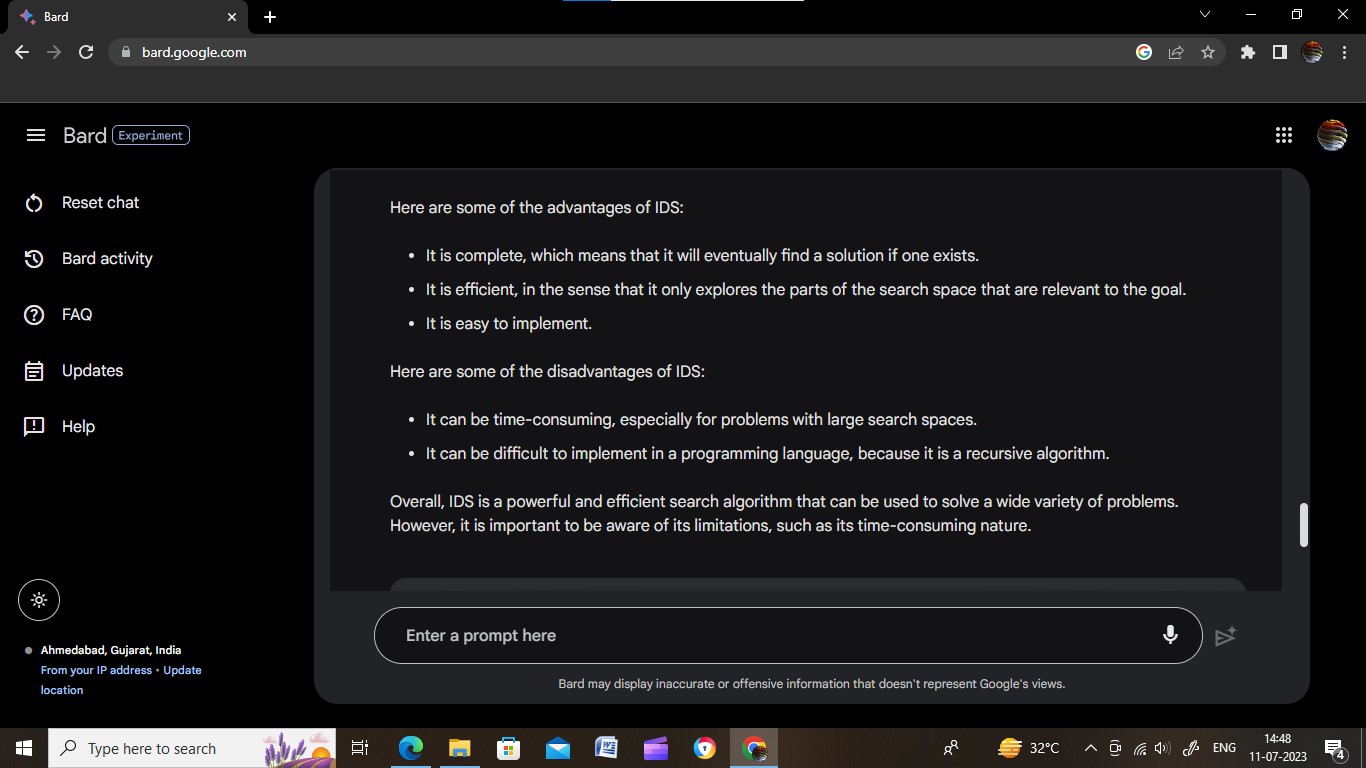 Bard
bard.google.com
Bard Experiment
Reset chat
Bard activity
FAQ
Updates
Help
Ahmedabad, Gujarat, India
From your IP address • Update
location
Here are some of the advantages of IDS:
• It is complete, which means that it will eventually find a solution if one exists.
• It is efficient, in the sense that it only explores the parts of the search space that are relevant to the goal.
• It is easy to implement.
Here are some of the disadvantages of IDS:
• It can be time-consuming, especially for problems with large search spaces.
• It can be difficult to implement in a programming language, because it is a recursive algorithm.
Overall, IDS is a powerful and efficient search algorithm that can be used to solve a wide variety of problems.
However, it is important to be aware of its limitations, such as its time-consuming nature.
Enter a prompt here
Bard may display inaccurate or offensive information that doesn't represent Google's views.
Type here to search
32°C
ENG
14:48
11-07-2023
4